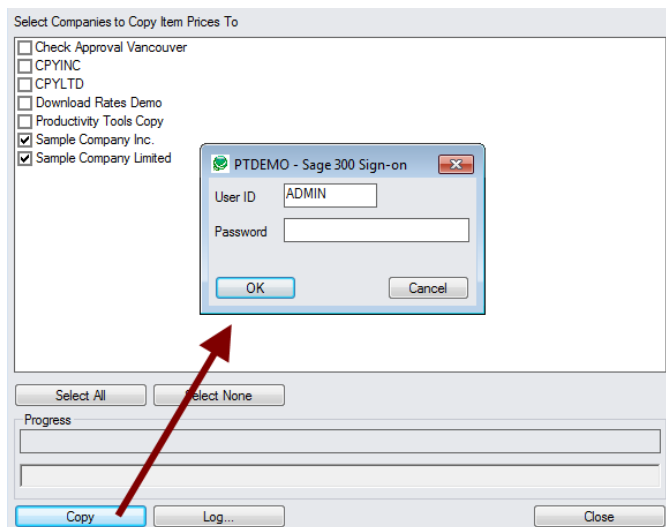 Select Companies to Copy Item Prices To
Check Approval Vancouver
CPYINC
CPYLTD
Download Rates Demo
Productivity Tools Copy
Sample Company Inc.
Sample Company Limited
PTDEMO - Sage 300 Sign-on
User ID ADMIN
Password
OK Cancel
Select All Select None
Progress
Copy Log... Close